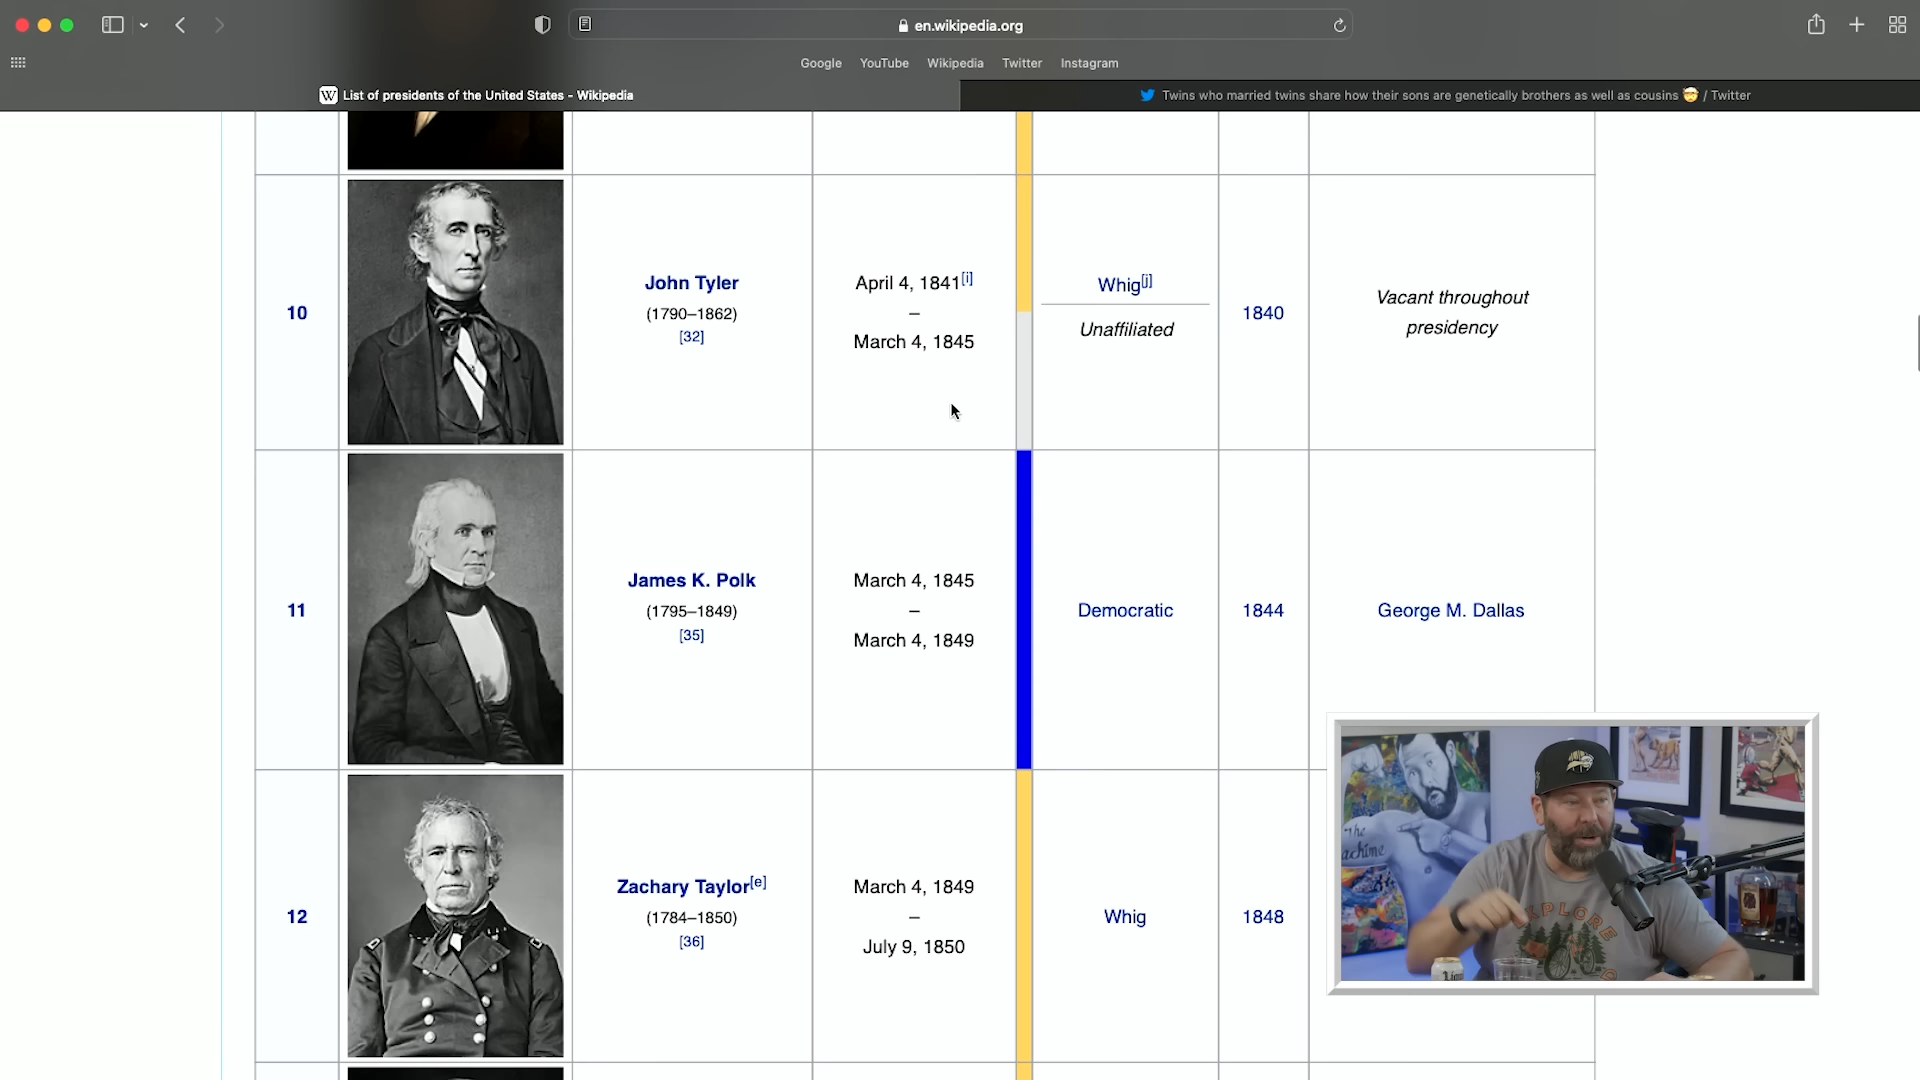 en.wikipedia.org
Google YouTube Wikipedia Twitter Instagram
W List of presidents of the United States - Wikipedia
Twins who married twins share how their sons are genetically brothers as well as cousins 🤯 / Twitter
10
John Tyler
(1790–1862)
[32]
April 4, 1841[i]
–
March 4, 1845
Whig[j]
Unaffiliated
1840
Vacant throughout
presidency
11
James K. Polk
(1795–1849)
[35]
March 4, 1845
–
March 4, 1849
Democratic
1844
George M. Dallas
12
Zachary Taylor[e]
(1784–1850)
[36]
March 4, 1849
–
July 9, 1850
Whig
1848
"The
Machine
EXPLORE